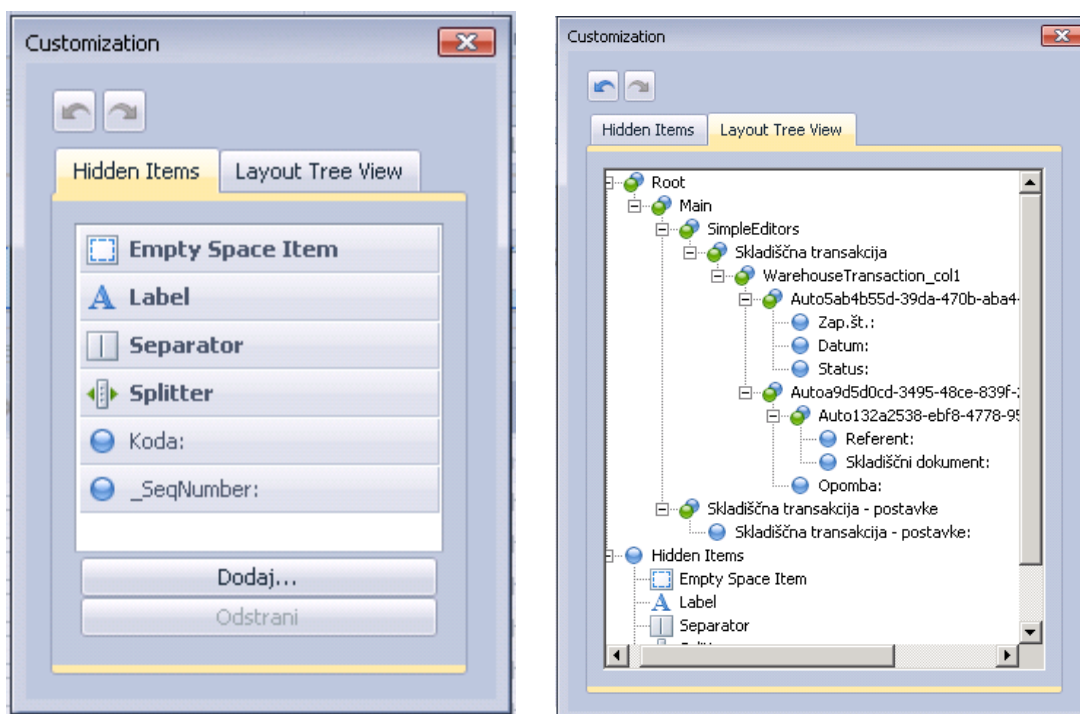 Customization
Hidden Items
Layout Tree View
Empty Space Item
Label
Separator
Splitter
Koda:
_SeqNumber:
Dodaj...
Odstrani
Customization
Hidden Items
Layout Tree View
Root
Main
SimpleEditors
Skladiščna transakcija
WarehouseTransaction_col1
Auto5ab4b55d-39da-470b-aba4-
Zap.št.:
Datum:
Status:
Autoa9d5d0cd-3495-48ce-839f-
Auto132a2538-ebf8-4778-95
Referent:
Skladiščni dokument:
Opomba:
Skladiščna transakcija - postavke
Skladiščna transakcija - postavke:
Hidden Items
Empty Space Item
Label
Separator